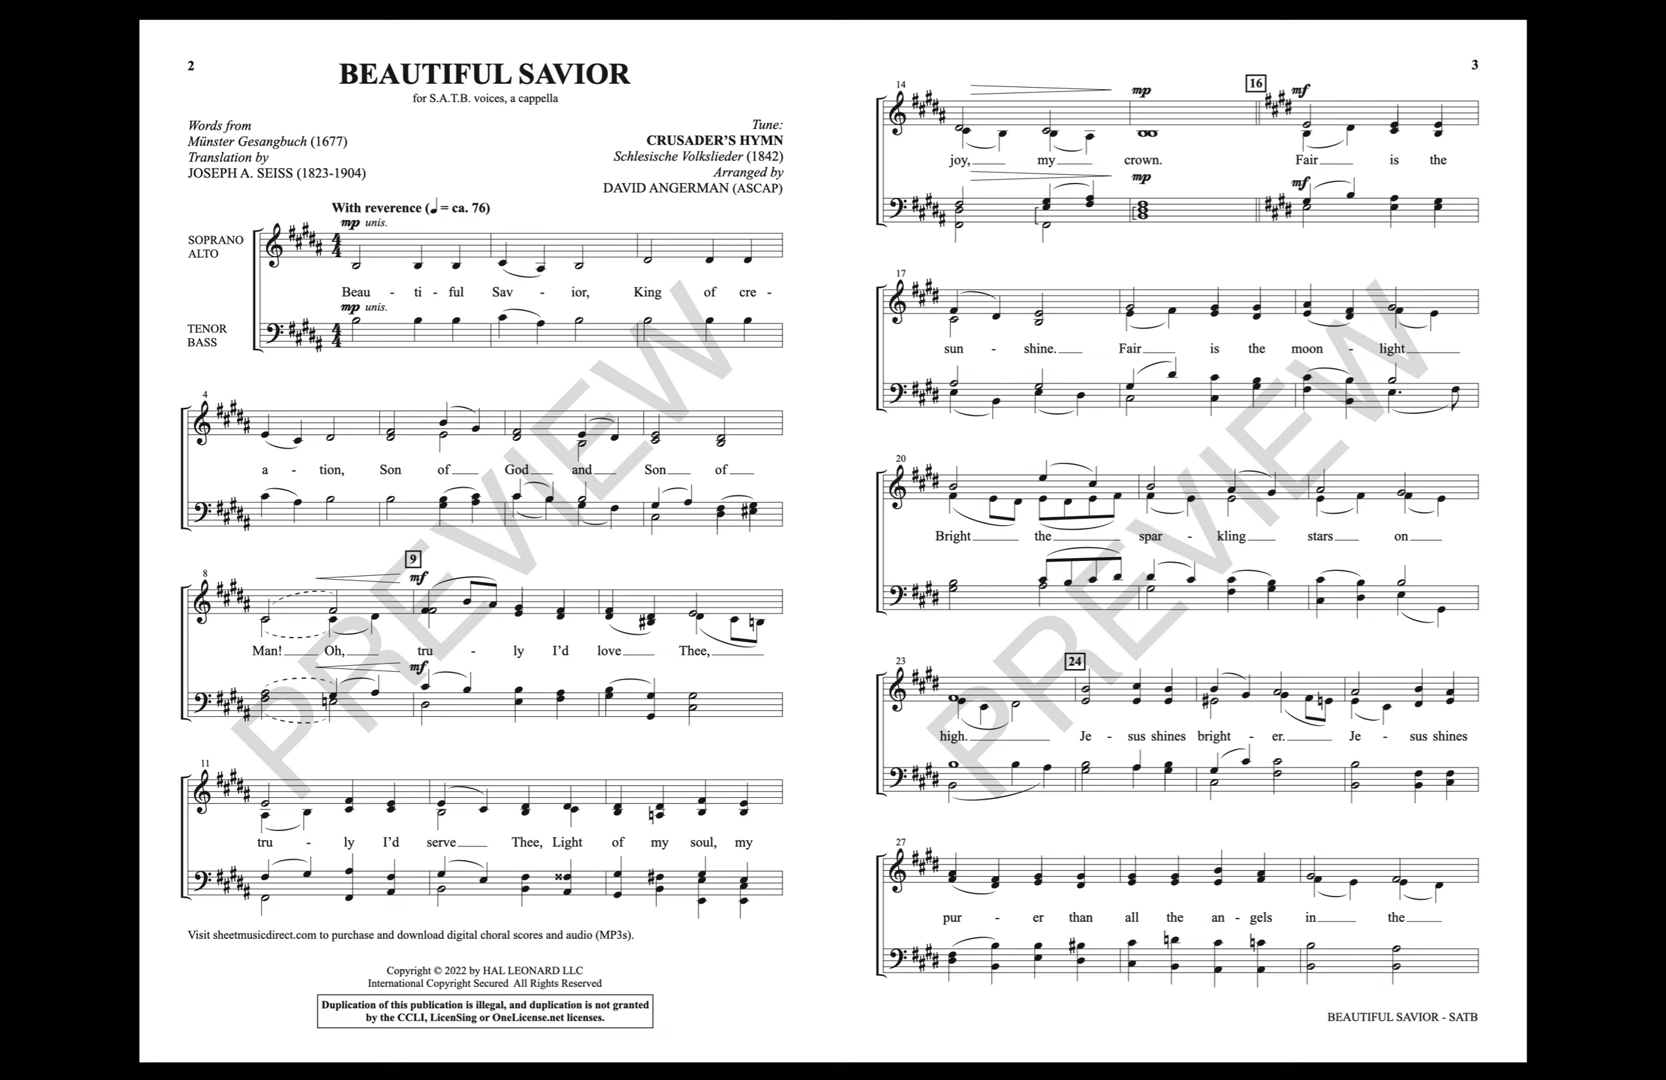 2
BEAUTIFUL SAVIOR
for S.A.T.B. voices, a cappella
Words from
Münster Gesangbuch (1677)
Translation by
JOSEPH A. SEISS (1823-1904)
Tune:
CRUSADER'S HYMN
Schlesische Volkslieder (1842)
Arranged by
DAVID ANGERMAN (ASCAP)
With reverence (♩ = ca. 76)
mp unis.
SOPRANO
ALTO
Beau - ti - ful Sav - ior, King of cre -
mp unis.
TENOR
BASS
4
a - tion, Son of God and Son of
8
9
mf
Man! Oh, tru - ly I'd love Thee,
mf
11
tru - ly I'd serve Thee, Light of my soul, my
Visit sheetmusicdirect.com to purchase and download digital choral scores and audio (MP3s).
Copyright © 2022 by HAL LEONARD LLC
International Copyright Secured All Rights Reserved
Duplication of this publication is illegal, and duplication is not granted
by the CCLI, LicenSing or OneLicense.net licenses.
PREVIEW
3
14
mp
16
mf
joy, my crown. Fair is the
mp
mf
17
sun - shine. Fair is the moon - light
20
Bright the spar - kling stars on
23
24
high. Je - sus shines bright - er. Je - sus shines
27
pur - er than all the an - gels in the
BEAUTIFUL SAVIOR - SATB
PREVIEW